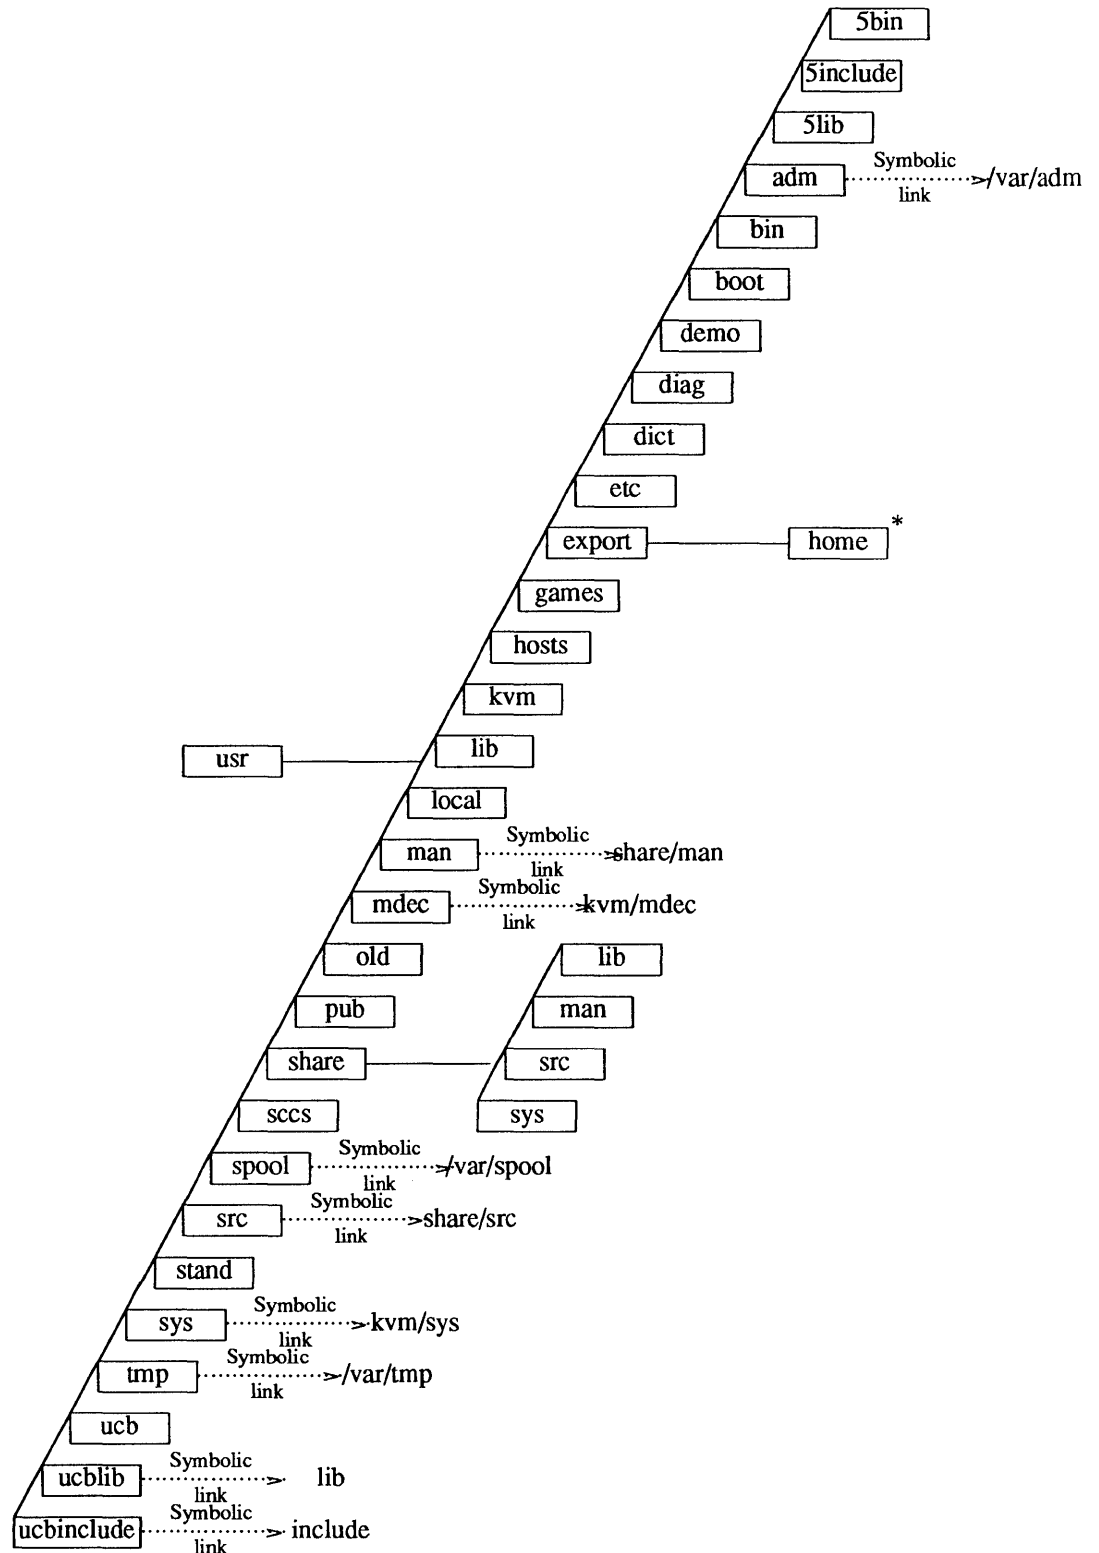 5bin
5include
5lib
adm Symbolic link /var/adm
bin
boot
demo
diag
dict
etc
export home *
games
hosts
kvm
usr lib
local
man Symbolic link share/man
mdec Symbolic link kvm/mdec
old lib
pub man
share src
sccs sys
spool Symbolic link /var/spool
src Symbolic link share/src
stand
sys Symbolic link kvm/sys
tmp Symbolic link /var/tmp
ucb
ucblib Symbolic link lib
ucbinclude Symbolic link include